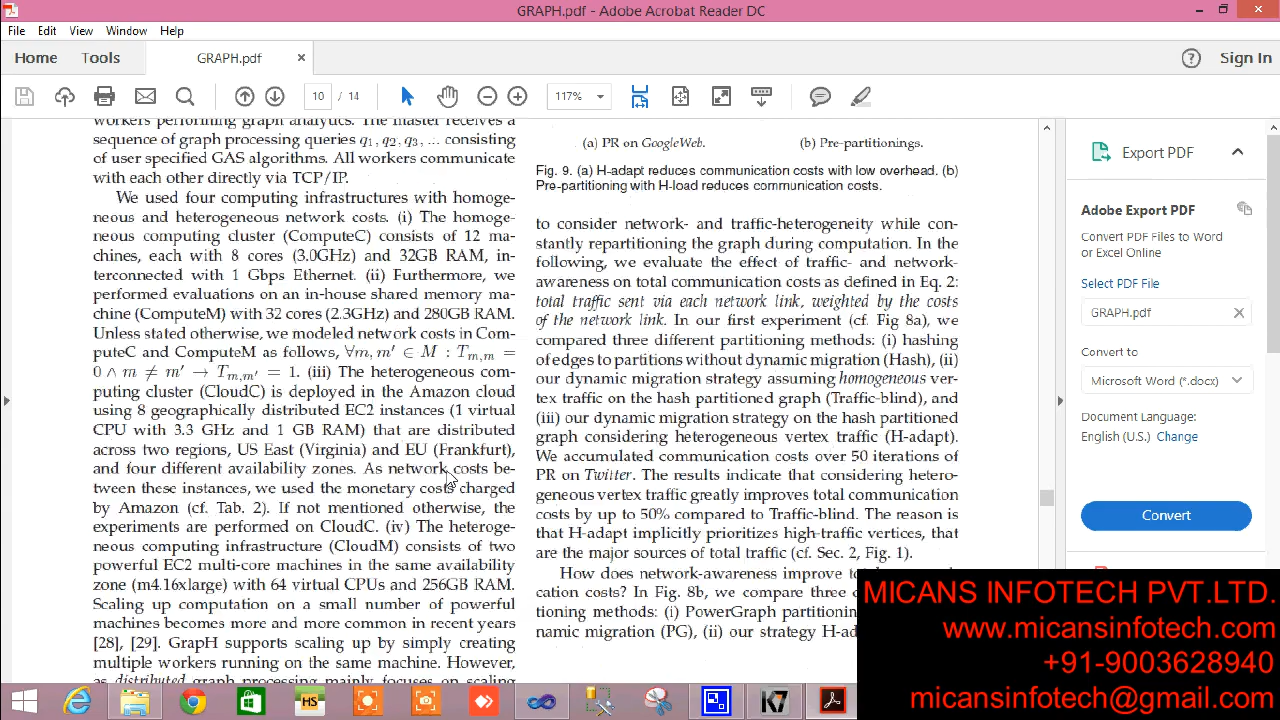 GRAPH.pdf - Adobe Acrobat Reader DC
File Edit View Window Help
Home Tools GRAPH.pdf × Sign In
10 / 14 117%
workers performing graph analytics. The master receives a
sequence of graph processing queries q1, q2, q3, ... consisting
of user specified GAS algorithms. All workers communicate
with each other directly via TCP/IP.
We used four computing infrastructures with homoge-
neous and heterogeneous network costs. (i) The homoge-
neous computing cluster (ComputeC) consists of 12 ma-
chines, each with 8 cores (3.0GHz) and 32GB RAM, in-
terconnected with 1 Gbps Ethernet. (ii) Furthermore, we
performed evaluations on an in-house shared memory ma-
chine (ComputeM) with 32 cores (2.3GHz) and 280GB RAM.
Unless stated otherwise, we modeled network costs in Com-
puteC and ComputeM as follows, ∀m, m′ ∈ M : Tm,m =
0 ∧ m ≠ m′ → Tm,m′ = 1. (iii) The heterogeneous com-
puting cluster (CloudC) is deployed in the Amazon cloud
using 8 geographically distributed EC2 instances (1 virtual
CPU with 3.3 GHz and 1 GB RAM) that are distributed
across two regions, US East (Virginia) and EU (Frankfurt),
and four different availability zones. As network costs be-
tween these instances, we used the monetary costs charged
by Amazon (cf. Tab. 2). If not mentioned otherwise, the
experiments are performed on CloudC. (iv) The heteroge-
neous computing infrastructure (CloudM) consists of two
powerful EC2 multi-core machines in the same availability
zone (m4.16xlarge) with 64 virtual CPUs and 256GB RAM.
Scaling up computation on a small number of powerful
machines becomes more and more common in recent years
[28], [29]. GrapH supports scaling up by simply creating
multiple workers running on the same machine. However,
as distributed graph processing mainly focuses on scaling
(a) PR on GoogleWeb. (b) Pre-partitionings.
Fig. 9. (a) H-adapt reduces communication costs with low overhead. (b)
Pre-partitioning with H-load reduces communication costs.
to consider network- and traffic-heterogeneity while con-
stantly repartitioning the graph during computation. In the
following, we evaluate the effect of traffic- and network-
awareness on total communication costs as defined in Eq. 2:
total traffic sent via each network link, weighted by the costs
of the network link. In our first experiment (cf. Fig 8a), we
compared three different partitioning methods: (i) hashing
of edges to partitions without dynamic migration (Hash), (ii)
our dynamic migration strategy assuming homogeneous ver-
tex traffic on the hash partitioned graph (Traffic-blind), and
(iii) our dynamic migration strategy on the hash partitioned
graph considering heterogeneous vertex traffic (H-adapt).
We accumulated communication costs over 50 iterations of
PR on Twitter. The results indicate that considering hetero-
geneous vertex traffic greatly improves total communication
costs by up to 50% compared to Traffic-blind. The reason is
that H-adapt implicitly prioritizes high-traffic vertices, that
are the major sources of total traffic (cf. Sec. 2, Fig. 1).
How does network-awareness improve
cation costs? In Fig. 8b, we compare three
tioning methods: (i) PowerGraph
namic migration (PG), (ii) our strategy
Export PDF
Adobe Export PDF
Convert PDF Files to Word
or Excel Online
Select PDF File
GRAPH.pdf ×
Convert to
Microsoft Word (*.docx)
Document Language:
English (U.S.) Change
Convert
MICANS INFOTECH PVT.LTD.
www.micansinfotech.com
+91-9003628940
micansinfotech@gmail.com
HS